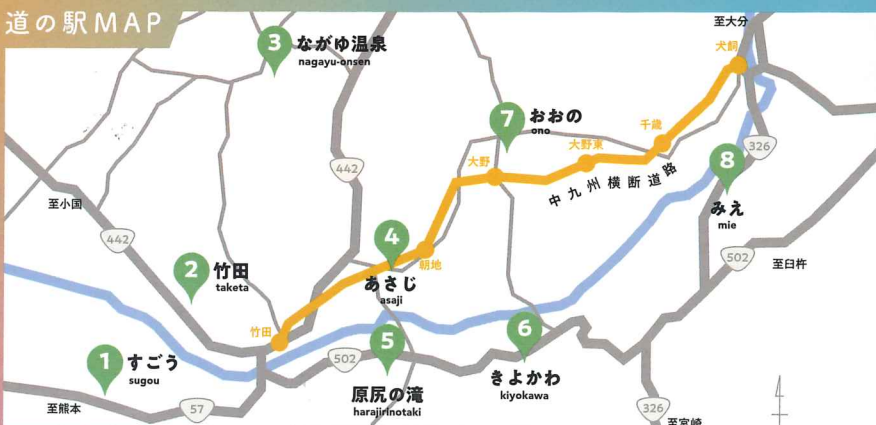 道の駅MAP
3
ながゆ温泉
nagayu-onsen
至大分
犬飼
7
おおの
ono
千歳
大野東
大野
中九州横断道路
326
8
みえ
mie
442
至小国
442
2
竹田
taketa
4
あさじ
asaji
朝地
502
至臼杵
竹田
1
すごう
sugou
502
5
原尻の滝
harajirinotaki
6
きよかわ
kiyokawa
至熊本
57
326
至宮崎